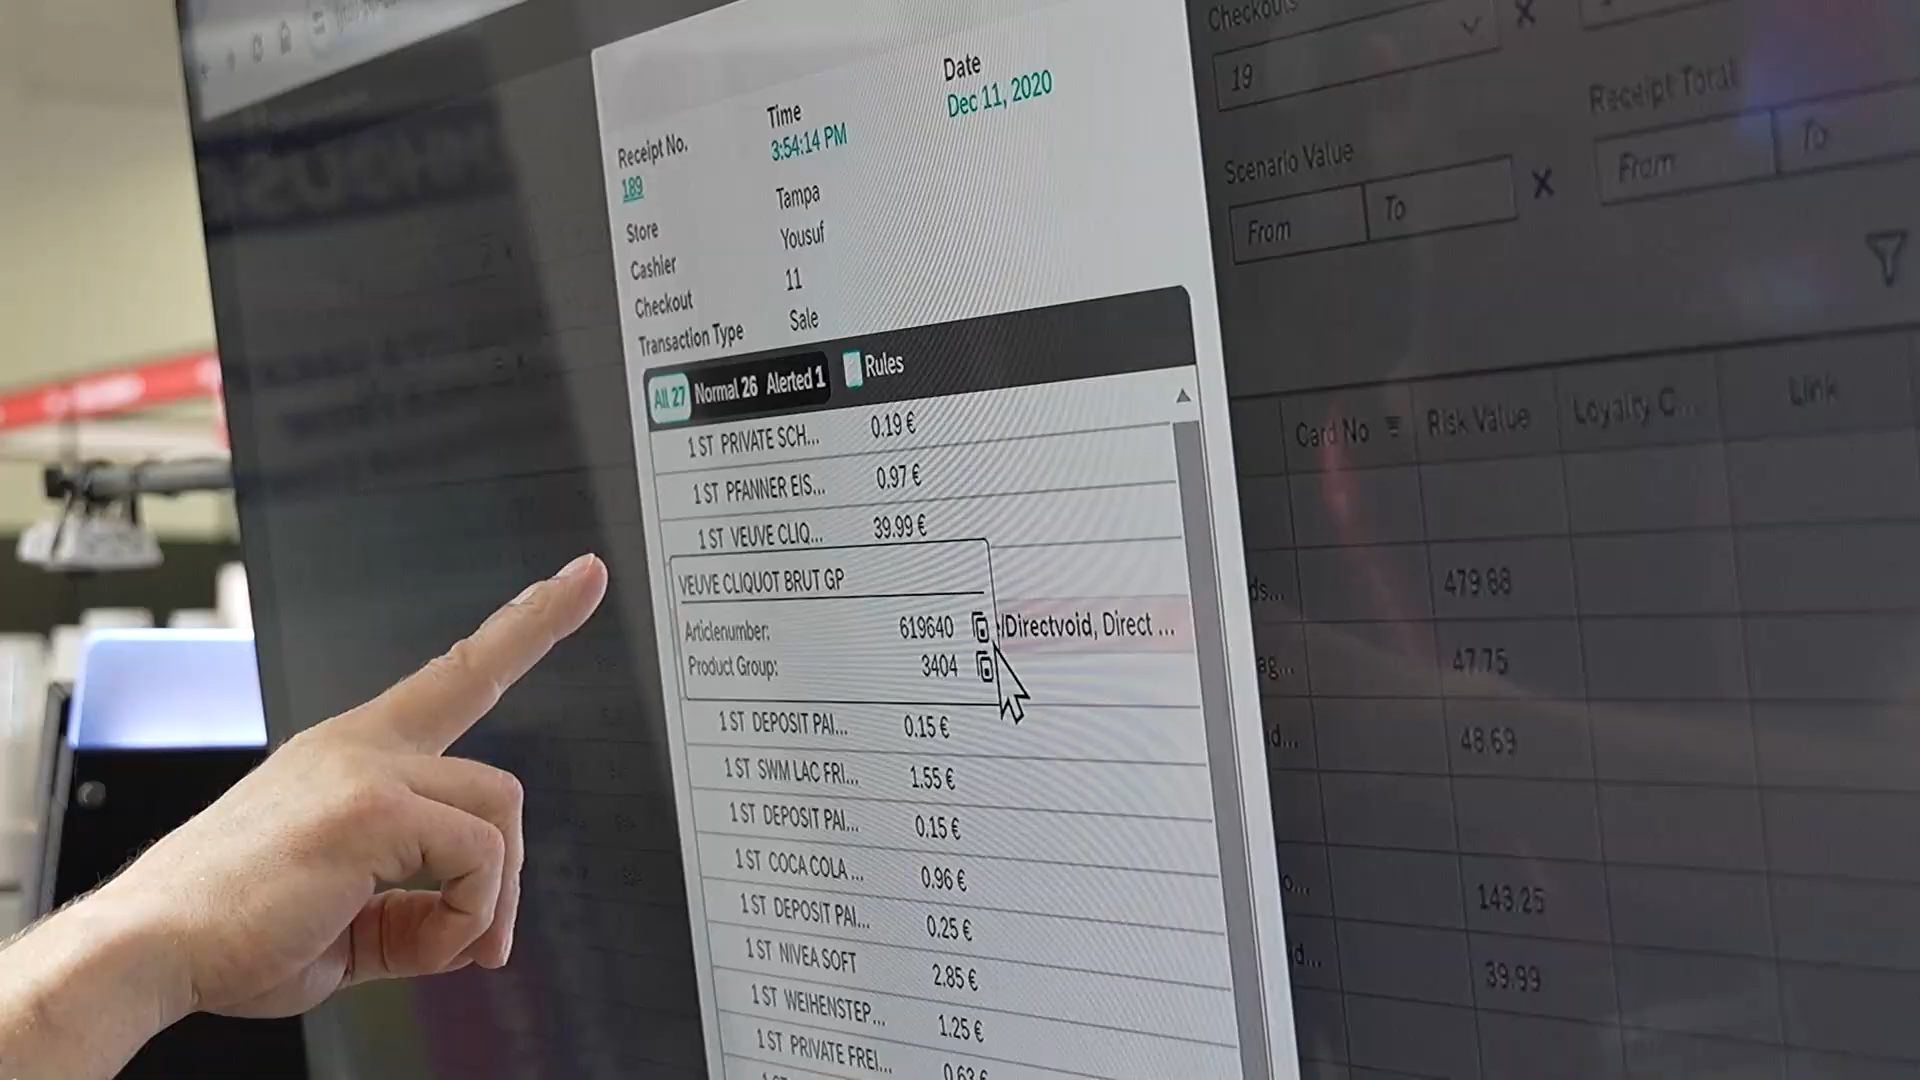 Receipt No.
189
Time
3:54:14 PM
Date
Dec 11, 2020
Store
Tampa
Cashier
Yousuf
Checkout
11
Transaction Type
Sale
All 27 Normal 26 Alerted 1 Rules
1 ST PRIVATE SCH... 0.19 €
1 ST PFANNER EIS... 0.97 €
1 ST VEUVE CLIQ... 39.99 €
VEUVE CLIQUOT BRUT GP
Articlenumber: 619640
/Directvoid, Direct ...
Product Group: 3404
1 ST DEPOSIT PAI... 0.15 €
1 ST SWM LAC FRI... 1.55 €
1 ST DEPOSIT PAI... 0.15 €
1 ST COCA COLA ... 0.96 €
1 ST DEPOSIT PAI... 0.25 €
1 ST NIVEA SOFT 2.85 €
1 ST WEIHENSTEP... 1.25 €
1 ST PRIVATE FREI... 0.63 €
Checkouts
19
Scenario Value
From To
Receipt Total
From To
Card No Risk Value Loyalty C... Link
ds... 479.88
ag... 47.75
d... 48.69
o... 143.25
d... 39.99